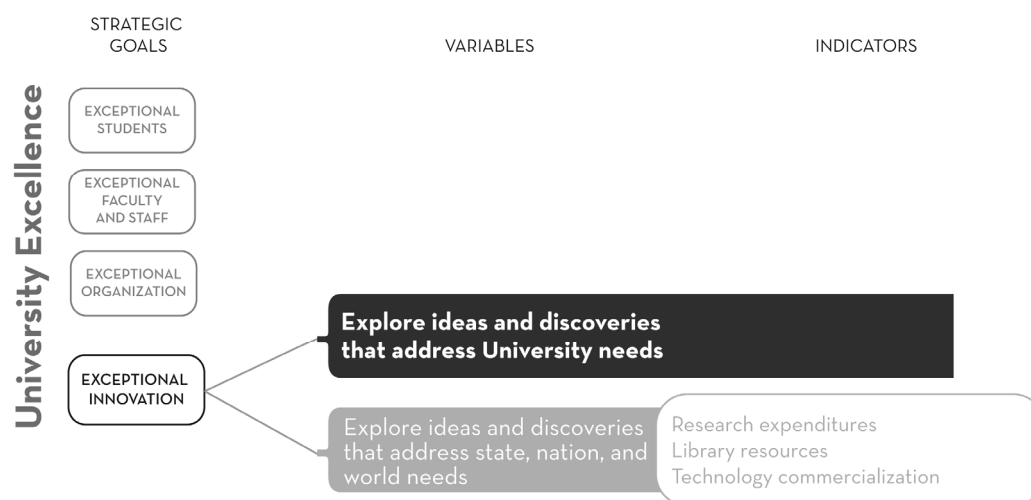 STRATEGIC
GOALS
VARIABLES
INDICATORS
University Excellence
EXCEPTIONAL
STUDENTS
EXCEPTIONAL
FACULTY
AND STAFF
EXCEPTIONAL
ORGANIZATION
EXCEPTIONAL
INNOVATION
Explore ideas and discoveries
that address University needs
Explore ideas and discoveries
that address state, nation, and
world needs
Research expenditures
Library resources
Technology commercialization